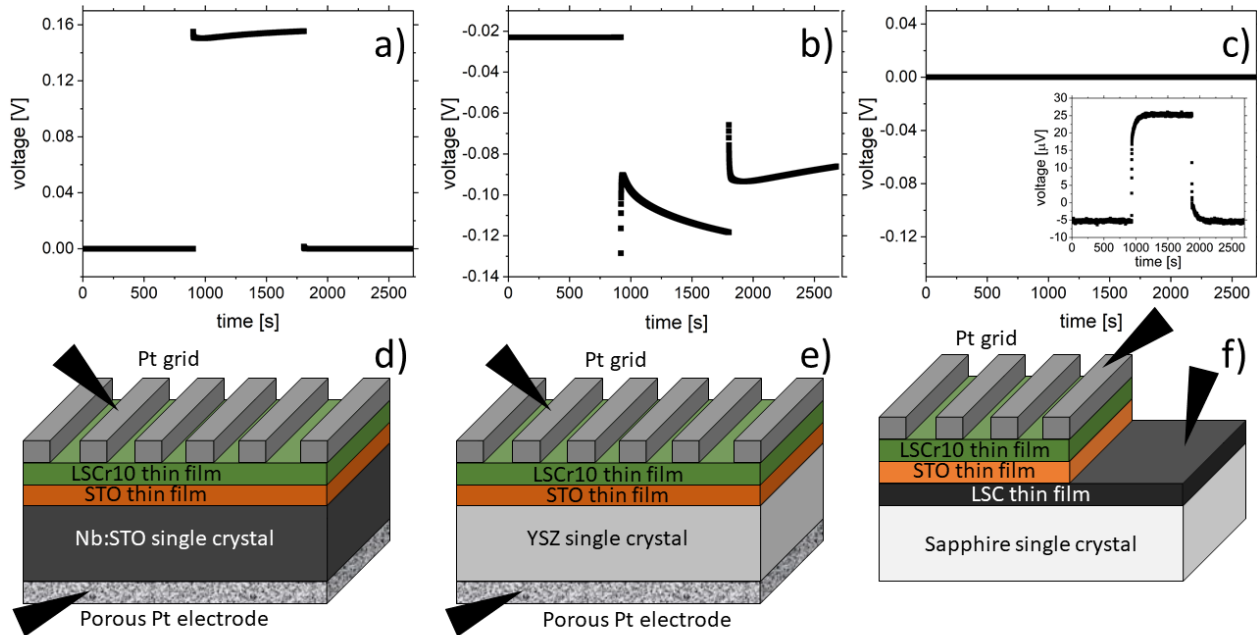 a)
0.16
0.12
0.08
0.04
0.00
voltage [V]
0 500 1000 1500 2000 2500
time [s]
b)
-0.02
-0.04
-0.06
-0.08
-0.10
-0.12
-0.14
voltage [V]
0 500 1000 1500 2000 2500
time [s]
c)
0.04
0.00
-0.04
-0.08
-0.12
voltage [V]
0 500 1000 1500 2000 2500
time [s]
30
25
20
15
10
5
0
-5
-10
voltage [µV]
0 500 1000 1500 2000 2500
time [s]
d)
Pt grid
LSCr10 thin film
STO thin film
Nb:STO single crystal
Porous Pt electrode
e)
Pt grid
LSCr10 thin film
STO thin film
YSZ single crystal
Porous Pt electrode
f)
Pt grid
LSCr10 thin film
STO thin film
LSC thin film
Sapphire single crystal